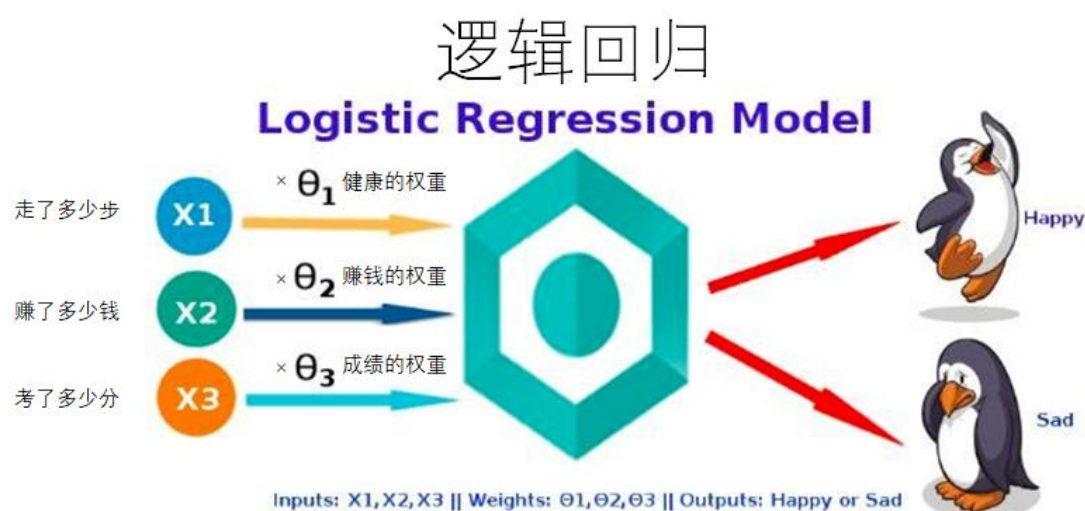 逻辑回归
Logistic Regression Model
走了多少步
X1
× θ1 健康的权重
赚了多少钱
X2
× θ2 赚钱的权重
考了多少分
X3
× θ3 成绩的权重
Happy
Sad
Inputs: X1,X2,X3 || Weights: Θ1,Θ2,Θ3 || Outputs: Happy or Sad